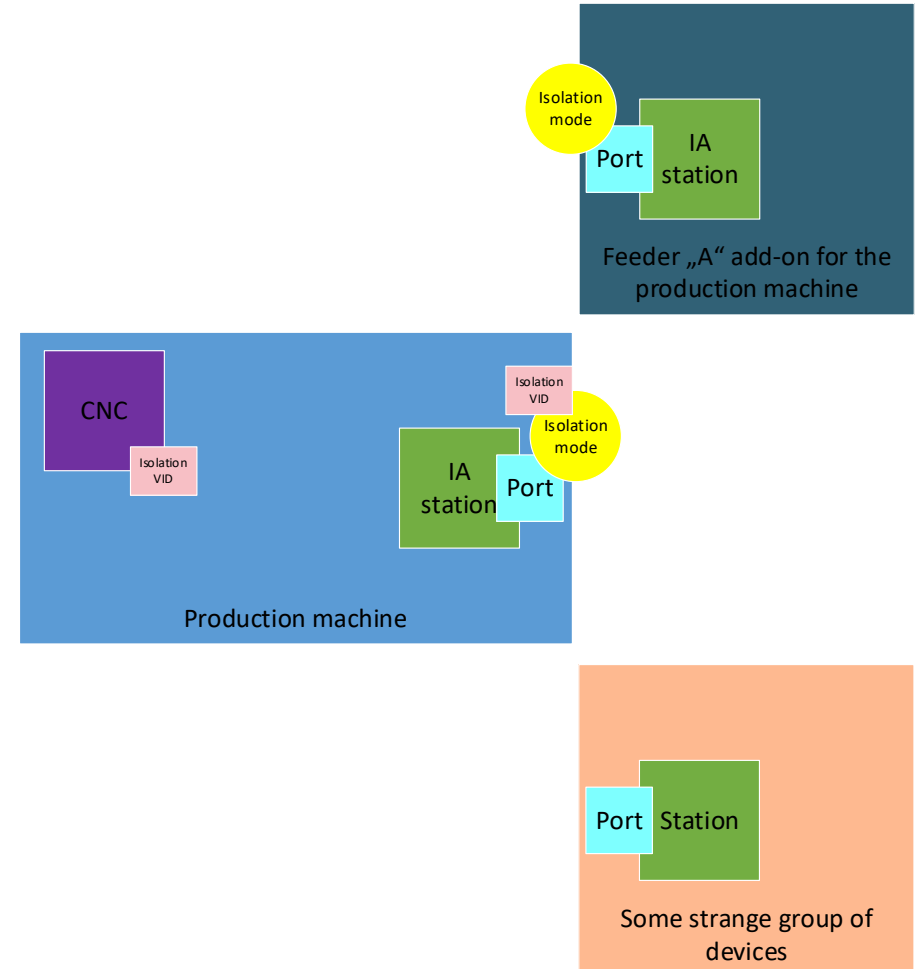 Isolation
mode
Port
IA
station
Feeder „A“ add-on for the
production machine
CNC
Isolation
VID
Isolation
VID
Isolation
mode
IA
station
Port
Production machine
Port
Station
Some strange group of
devices